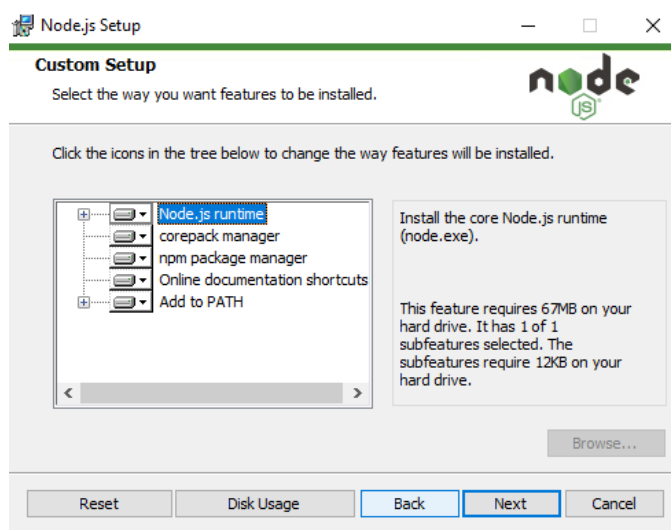 Node.js Setup
Custom Setup
Select the way you want features to be installed.
node
JS
Click the icons in the tree below to change the way features will be installed.
Node.js runtime
corepack manager
npm package manager
Online documentation shortcuts
Add to PATH
Install the core Node.js runtime
(node.exe).
This feature requires 67MB on your
hard drive. It has 1 of 1
subfeatures selected. The
subfeatures require 12KB on your
hard drive.
Browse...
Reset Disk Usage Back Next Cancel